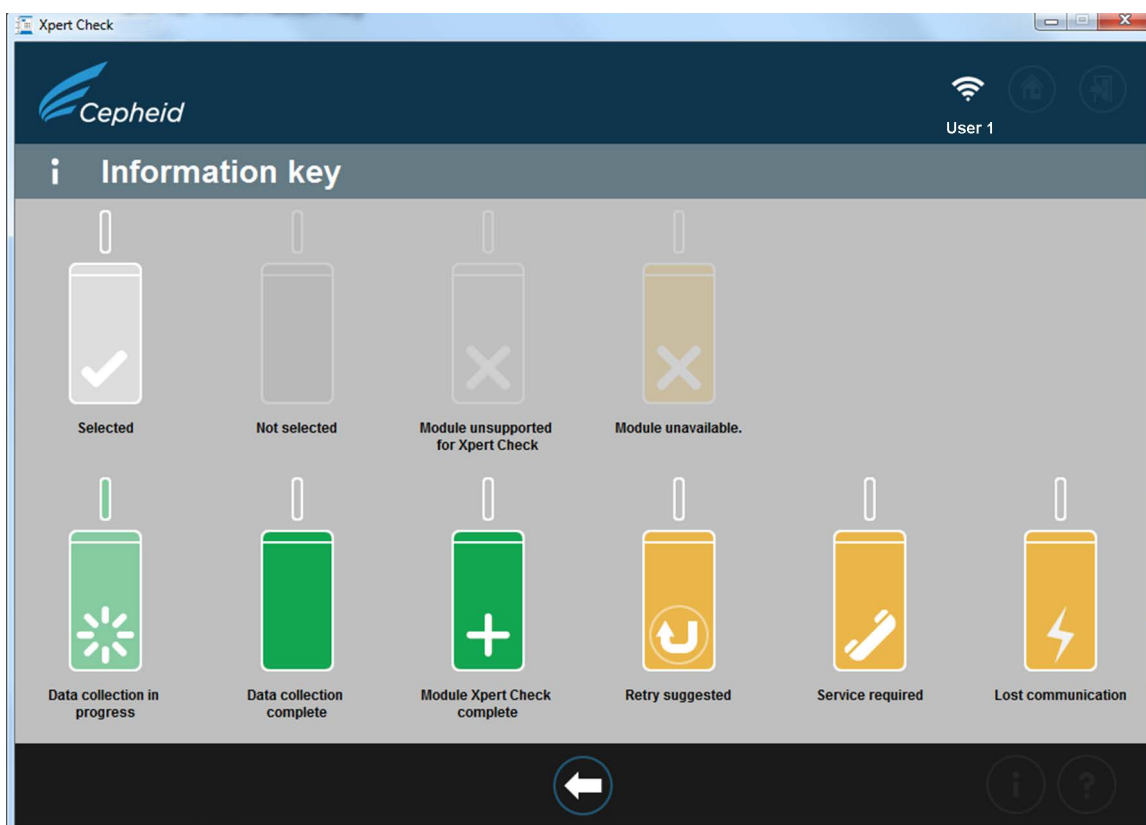 Xpert Check
Cepheid
User 1
i Information key
Selected
Not selected
Module unsupported
for Xpert Check
Module unavailable.
Data collection in
progress
Data collection
complete
Module Xpert Check
complete
Retry suggested
Service required
Lost communication
i
?